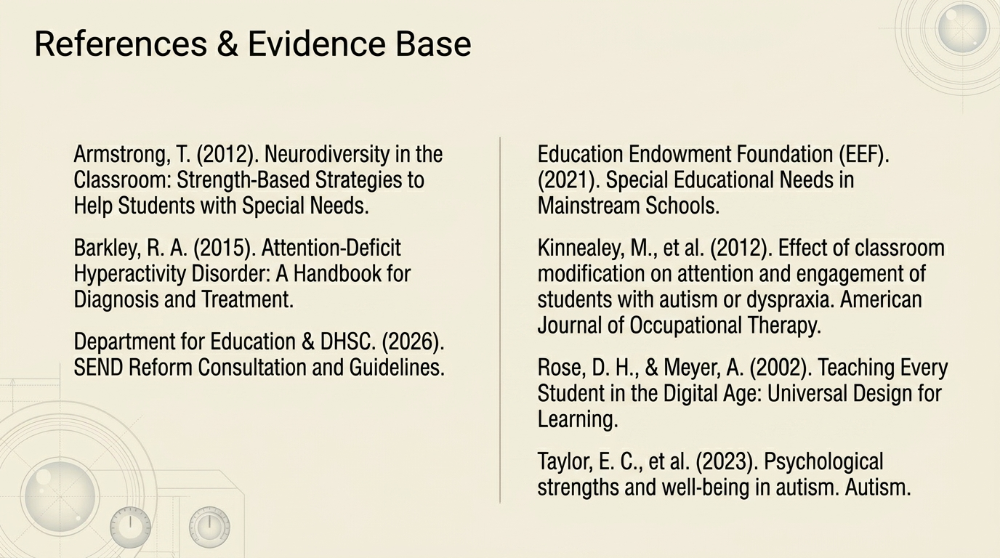 References & Evidence Base
Armstrong, T. (2012). Neurodiversity in the
Classroom: Strength-Based Strategies to
Help Students with Special Needs.
Barkley, R. A. (2015). Attention-Deficit
Hyperactivity Disorder: A Handbook for
Diagnosis and Treatment.
Department for Education & DHSC. (2026).
SEND Reform Consultation and Guidelines.
Education Endowment Foundation (EEF).
(2021). Special Educational Needs in
Mainstream Schools.
Kinnealey, M., et al. (2012). Effect of classroom
modification on attention and engagement of
students with autism or dyspraxia. American
Journal of Occupational Therapy.
Rose, D. H., & Meyer, A. (2002). Teaching Every
Student in the Digital Age: Universal Design for
Learning.
Taylor, E. C., et al. (2023). Psychological
strengths and well-being in autism. Autism.